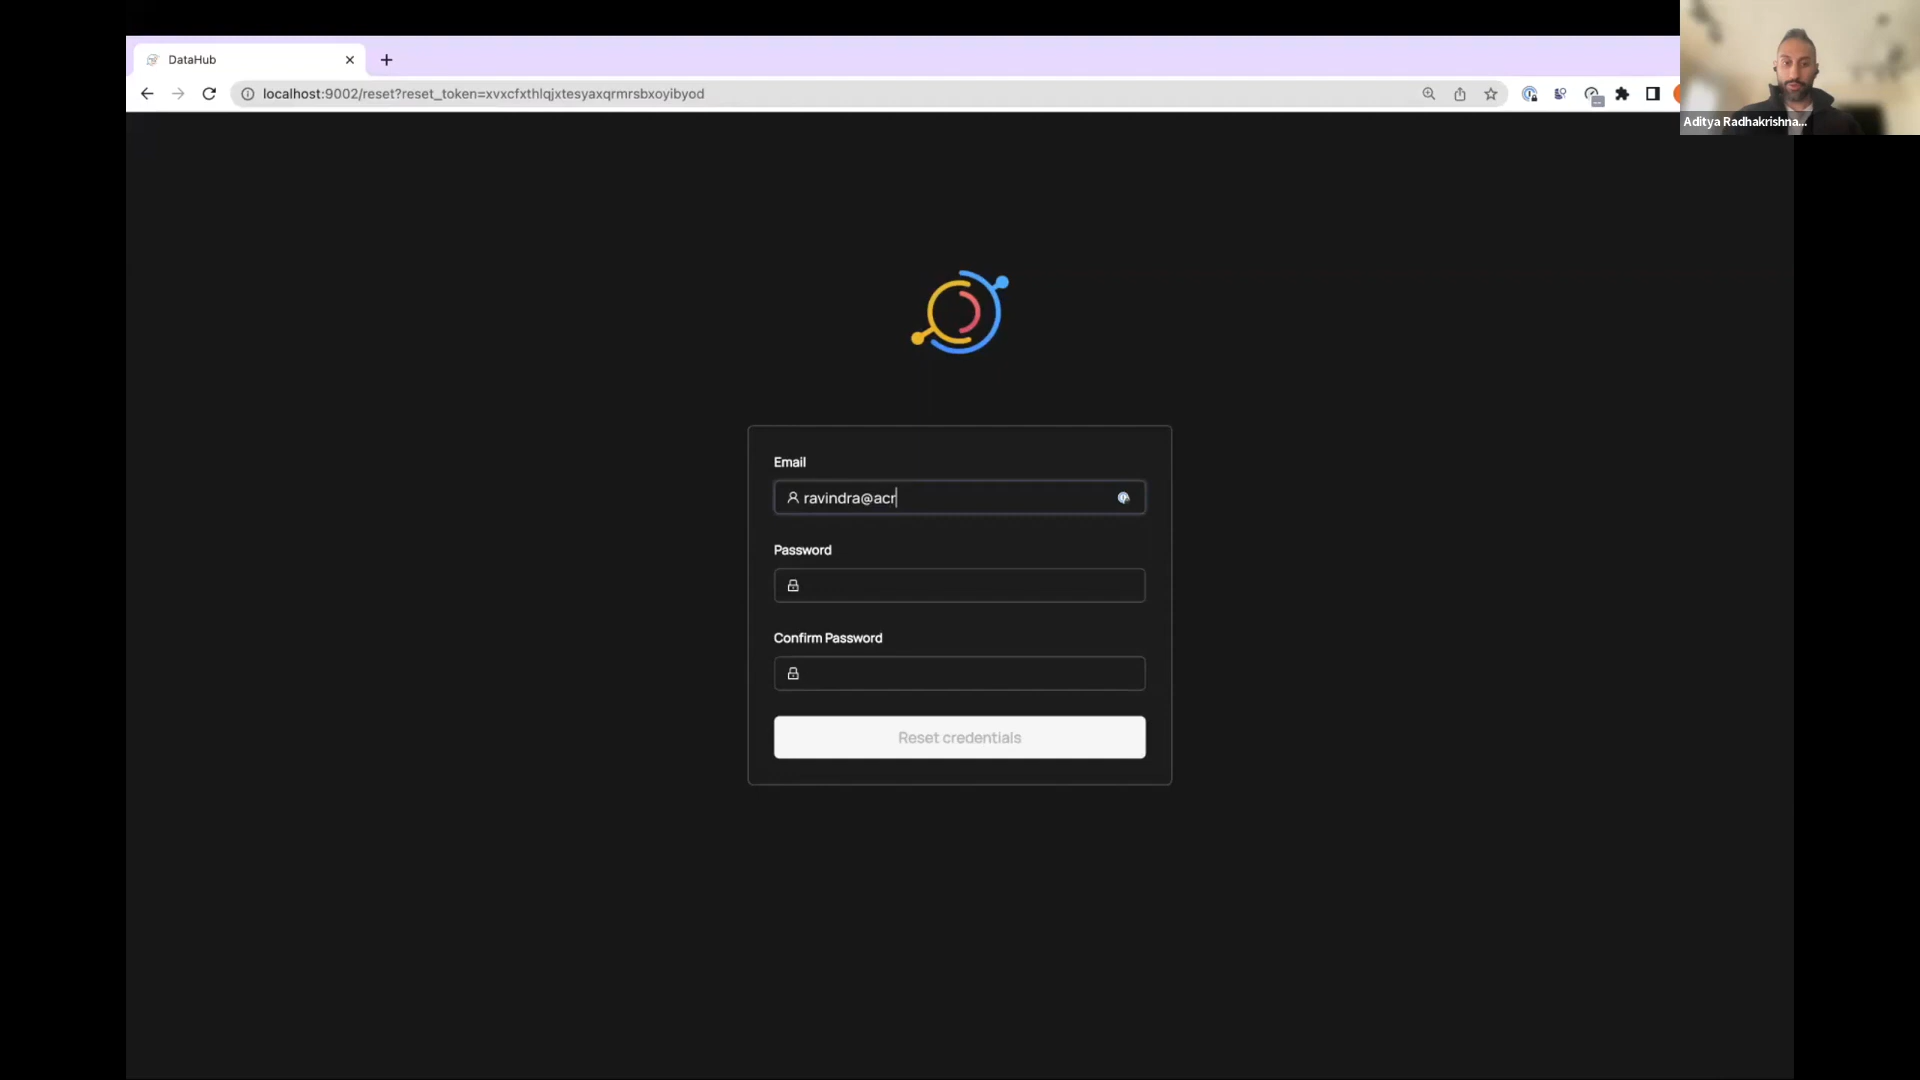 DataHub
localhost:9002/reset?reset_token=xvxcfxthlqjxtesyaxqrmrsbxoyibyod
Aditya Radhakrishna...
Email
ravindra@acr
Password
Confirm Password
Reset credentials